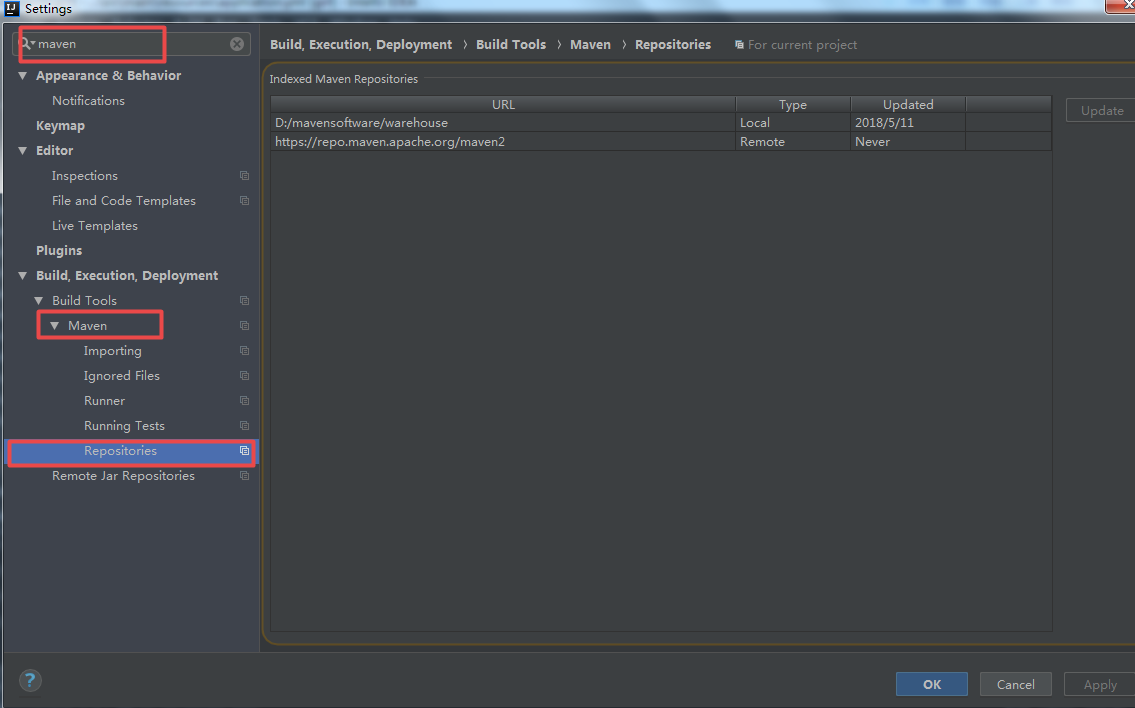 Settings
maven
Build, Execution, Deployment › Build Tools › Maven › Repositories For current project
Appearance & Behavior
Notifications
Keymap
Editor
Inspections
File and Code Templates
Live Templates
Plugins
Build, Execution, Deployment
Build Tools
Maven
Importing
Ignored Files
Runner
Running Tests
Repositories
Remote Jar Repositories
Indexed Maven Repositories
URL Type Updated
D:/mavensoftware/warehouse Local 2018/5/11
https://repo.maven.apache.org/maven2 Remote Never
Update
?
OK Cancel Apply